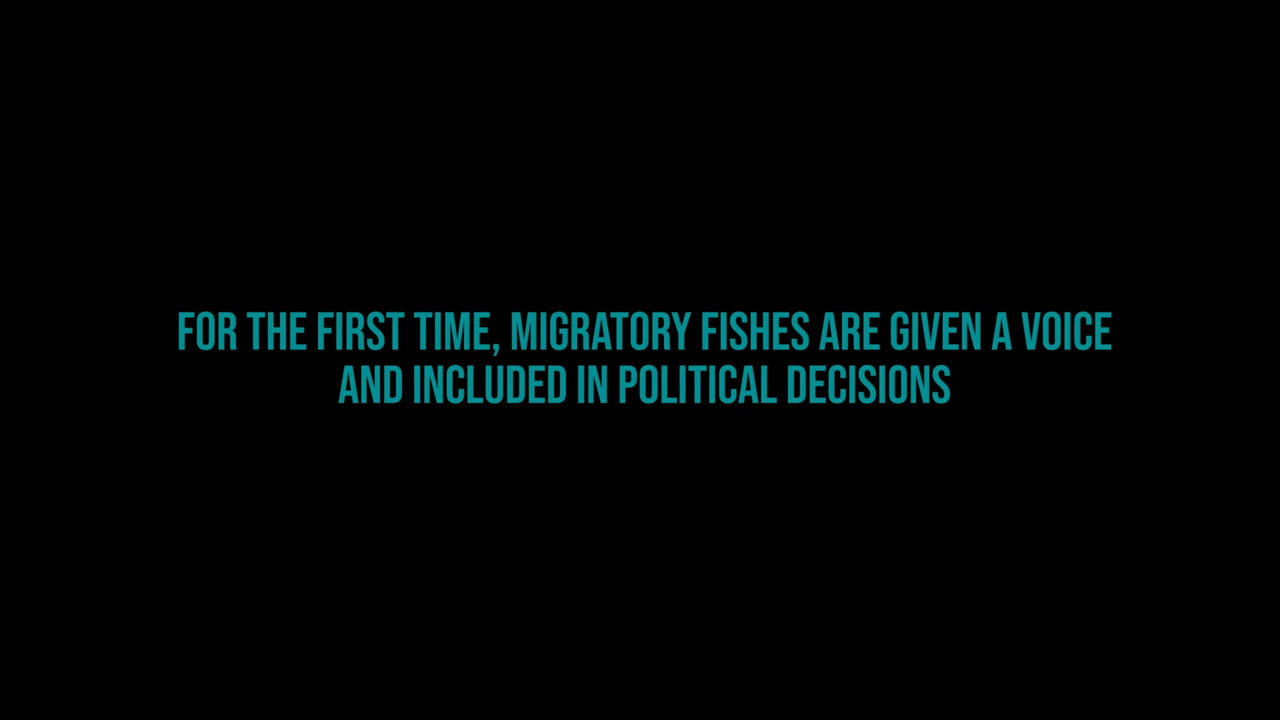 FOR THE FIRST TIME, MIGRATORY FISHES ARE GIVEN A VOICE
AND INCLUDED IN POLITICAL DECISIONS